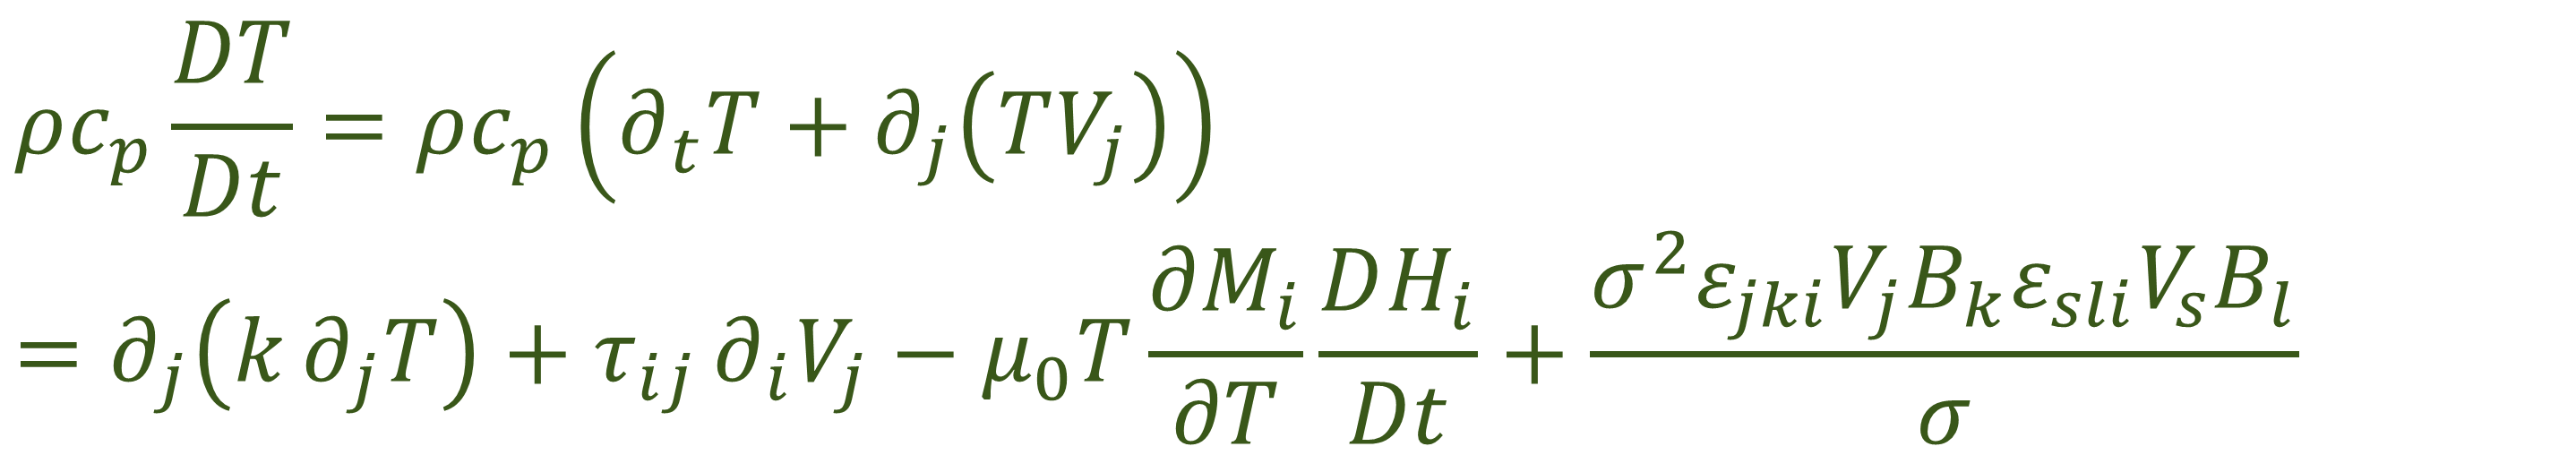 ρc_p DT/Dt = ρc_p (∂_t T + ∂_j(TV_j))
= ∂_j(k ∂_j T) + τ_ij ∂_i V_j − μ_0 T ∂M_i/∂T DH_i/Dt + σ^2 ε_jki V_j B_k ε_sli V_s B_l/σ